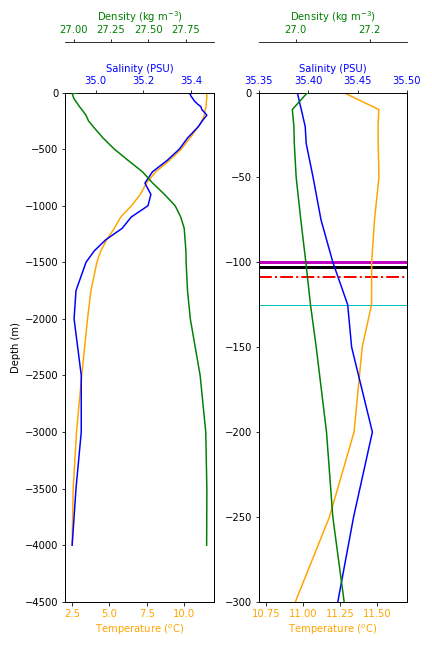 Density (kg m⁻³)
27.00 27.25 27.50 27.75
Salinity (PSU)
35.0 35.2 35.4
0
−500
−1000
−1500
−2000
−2500
−3000
−3500
−4000
−4500
Depth (m)
2.5 5.0 7.5 10.0
Temperature (°C)
Density (kg m⁻³)
27.0 27.2
Salinity (PSU)
35.35 35.40 35.45 35.50
0
−50
−100
−150
−200
−250
−300
10.75 11.00 11.25 11.50
Temperature (°C)